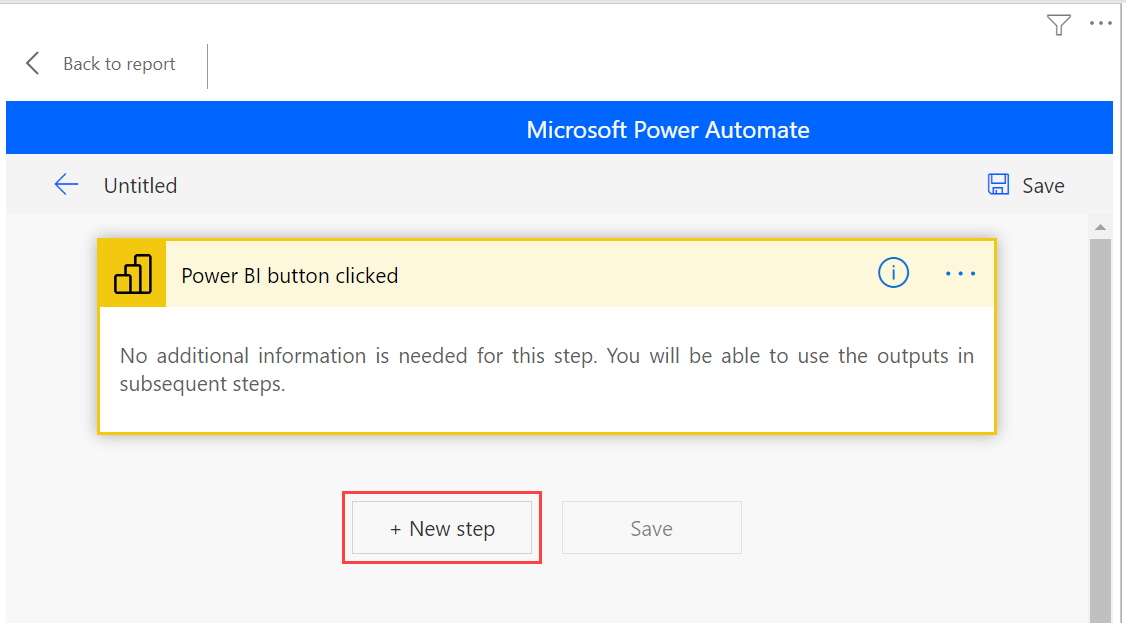 Back to report
Microsoft Power Automate
Untitled
Save
Power BI button clicked
No additional information is needed for this step. You will be able to use the outputs in
subsequent steps.
+ New step
Save